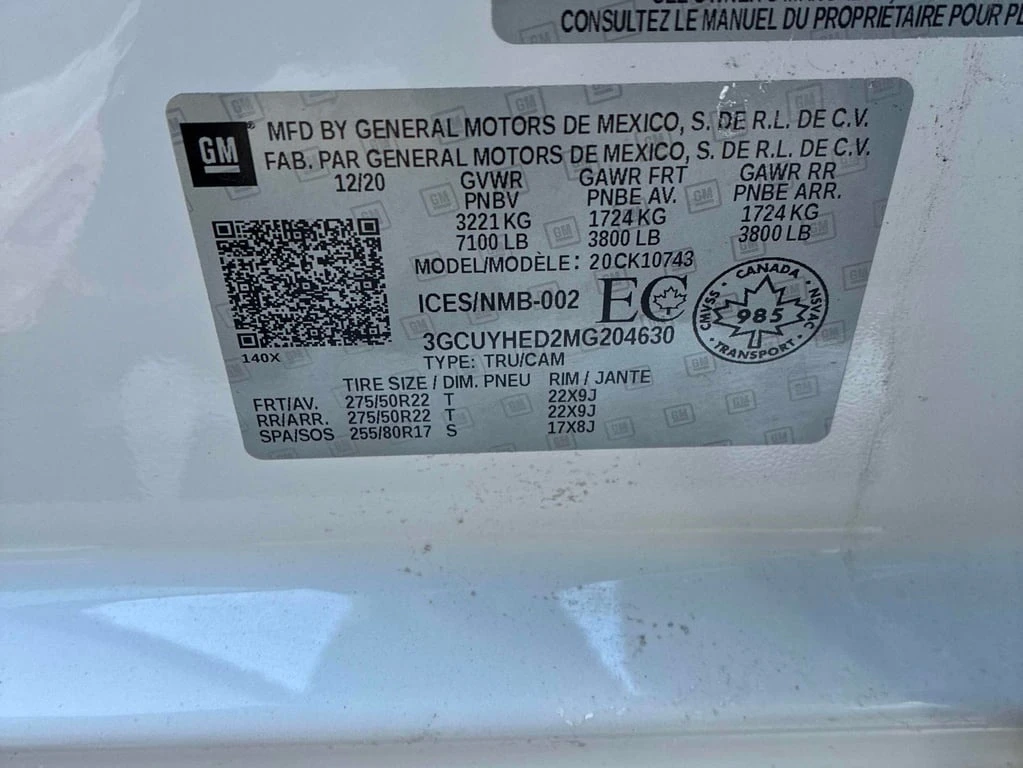 CONSULTEZ LE MANUEL DU PROPRIÉTAIRE POUR
GM
MFD BY GENERAL MOTORS DE MEXICO, S. DE R.L. DE C.V.
FAB. PAR GENERAL MOTORS DE MEXICO, S. DE R.L. DE C.V.
12/20 GVWR GAWR FRT GAWR RR
PNBV PNBE AV. PNBE ARR.
3221 KG 1724 KG 1724 KG
7100 LB 3800 LB 3800 LB
MODEL/MODÈLE: 20CK10743
ICES/NMB-002 EC
CANADA
CMVSS 985 NSVAC
TRANSPORT
3GCUYHED2MG204630
140X
TYPE: TRU/CAM
TIRE SIZE / DIM. PNEU RIM / JANTE
FRT/AV. 275/50R22 T 22X9J
RR/ARR. 275/50R22 T 22X9J
SPA/SOS 255/80R17 S 17X8J